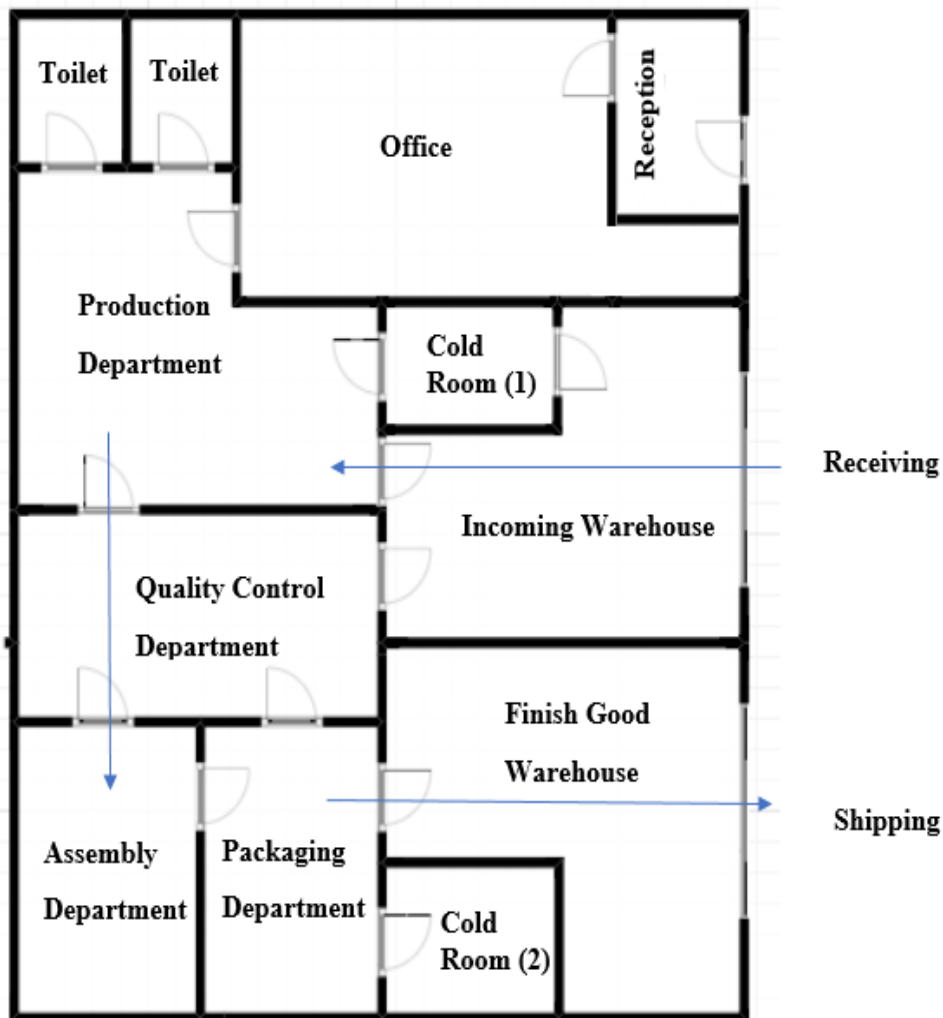 Toilet
Toilet
Office
Reception
Production
Department
Cold
Room (1)
Receiving
Incoming Warehouse
Quality Control
Department
Finish Good
Warehouse
Shipping
Assembly
Department
Packaging
Department
Cold
Room (2)